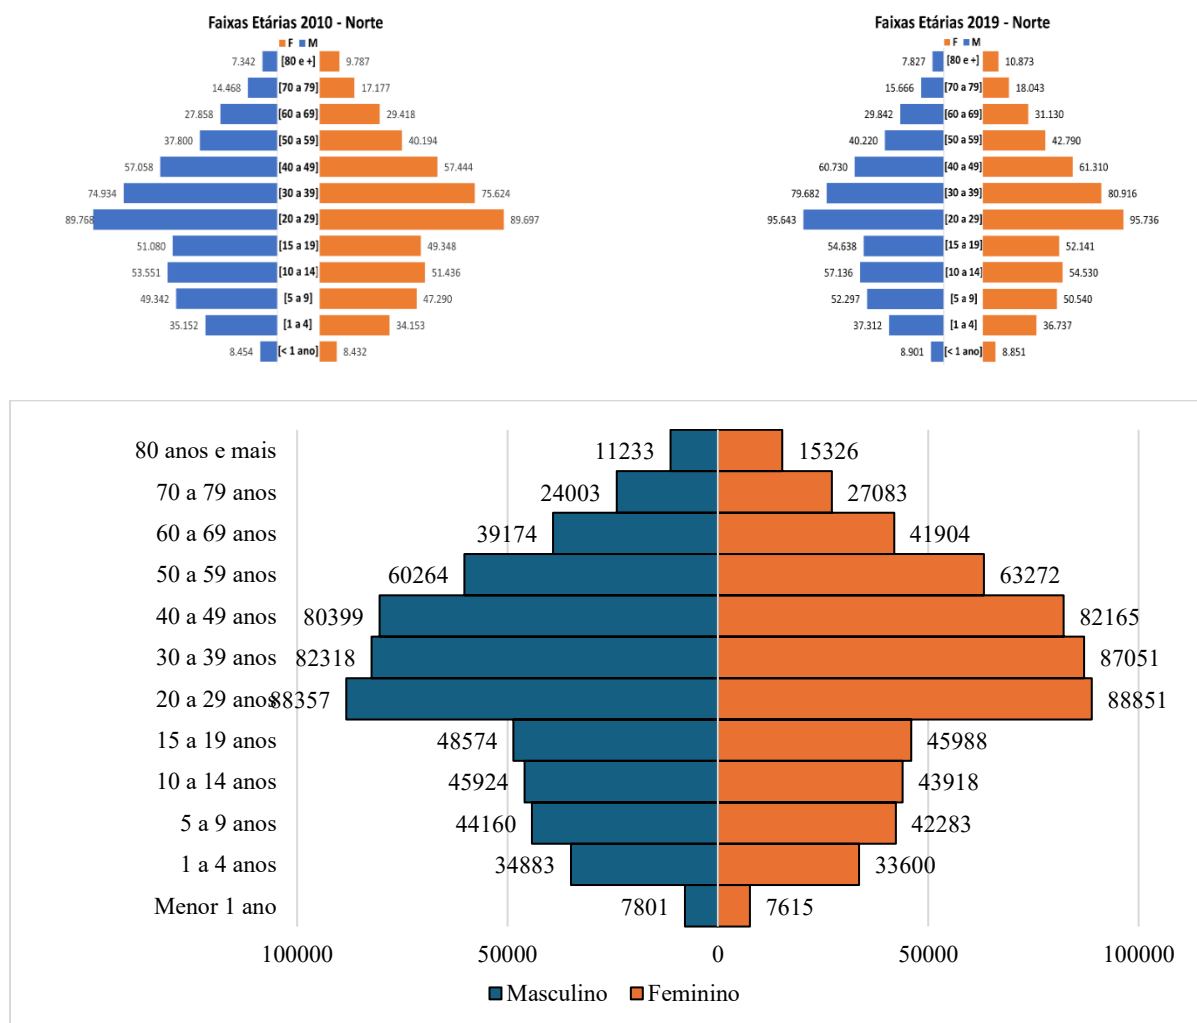 Faixas Etárias 2010 - Norte
F M
7.342 [80 e +] 9.787
14.468 [70 a 79] 17.177
27.858 [60 a 69] 29.418
37.800 [50 a 59] 40.194
57.058 [40 a 49] 57.444
74.934 [30 a 39] 75.624
89.768 [20 a 29] 89.697
51.080 [15 a 19] 49.348
53.551 [10 a 14] 51.436
49.342 [5 a 9] 47.290
35.152 [1 a 4] 34.153
8.454 [< 1 ano] 8.432
Faixas Etárias 2019 - Norte
F M
7.827 [80 e +] 10.873
15.666 [70 a 79] 18.043
29.842 [60 a 69] 31.130
40.220 [50 a 59] 42.790
60.730 [40 a 49] 61.310
79.682 [30 a 39] 80.916
95.643 [20 a 29] 95.736
54.638 [15 a 19] 52.141
57.136 [10 a 14] 54.530
52.297 [5 a 9] 50.540
37.312 [1 a 4] 36.737
8.901 [< 1 ano] 8.851
80 anos e mais 11233 15326
70 a 79 anos 24003 27083
60 a 69 anos 39174 41904
50 a 59 anos 60264 63272
40 a 49 anos 80399 82165
30 a 39 anos 82318 87051
20 a 29 anos 88357 88851
15 a 19 anos 48574 45988
10 a 14 anos 45924 43918
5 a 9 anos 44160 42283
1 a 4 anos 34883 33600
Menor 1 ano 7801 7615
100000 50000 0 50000 100000
Masculino Feminino